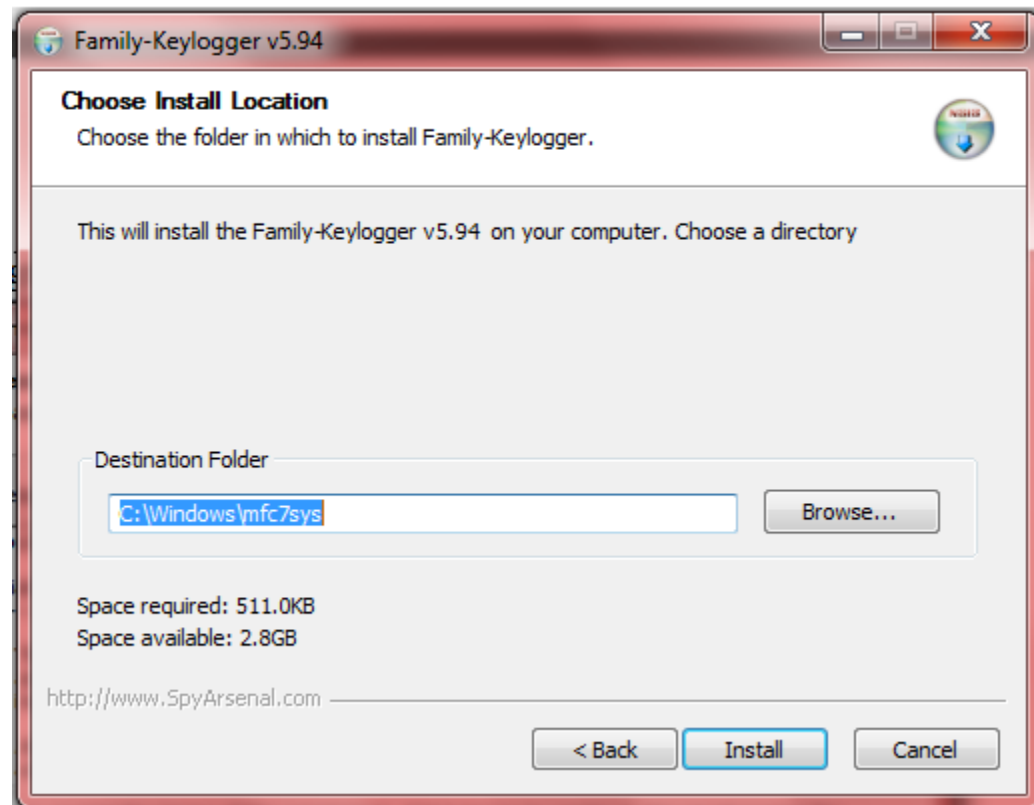 Family-Keylogger v5.94
Choose Install Location
Choose the folder in which to install Family-Keylogger.
This will install the Family-Keylogger v5.94 on your computer. Choose a directory
Destination Folder
C:\Windows\mfc7sys
Browse...
Space required: 511.0KB
Space available: 2.8GB
http://www.SpyArsenal.com
< Back
Install
Cancel